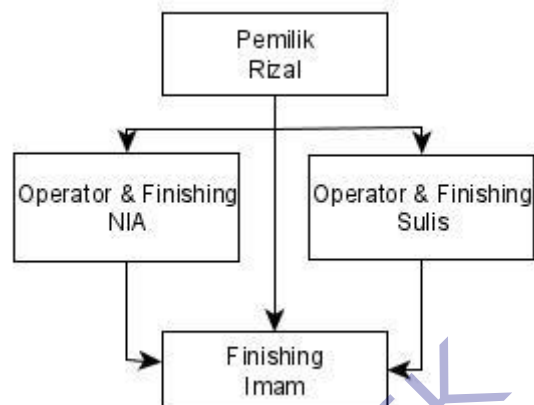 Pemilik
Rizal
Operator & Finishing
NIA
Operator & Finishing
Sulis
Finishing
Imam